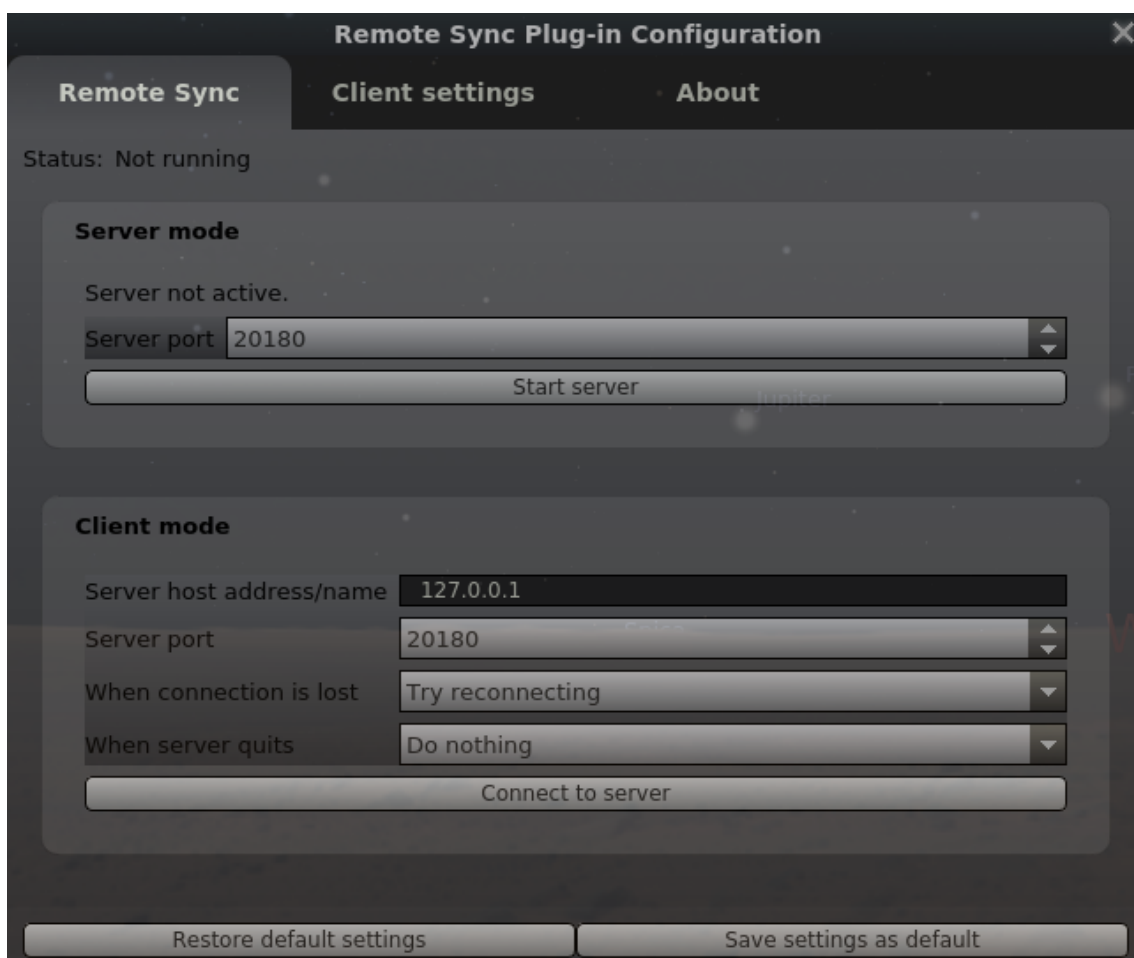 Remote Sync Plug-in Configuration
Remote Sync Client settings About
Status: Not running
Server mode
Server not active.
Server port 20180
Start server
Jupiter
Client mode
Server host address/name 127.0.0.1
Server port 20180
When connection is lost Try reconnecting
When server quits Do nothing
Connect to server
Restore default settings Save settings as default